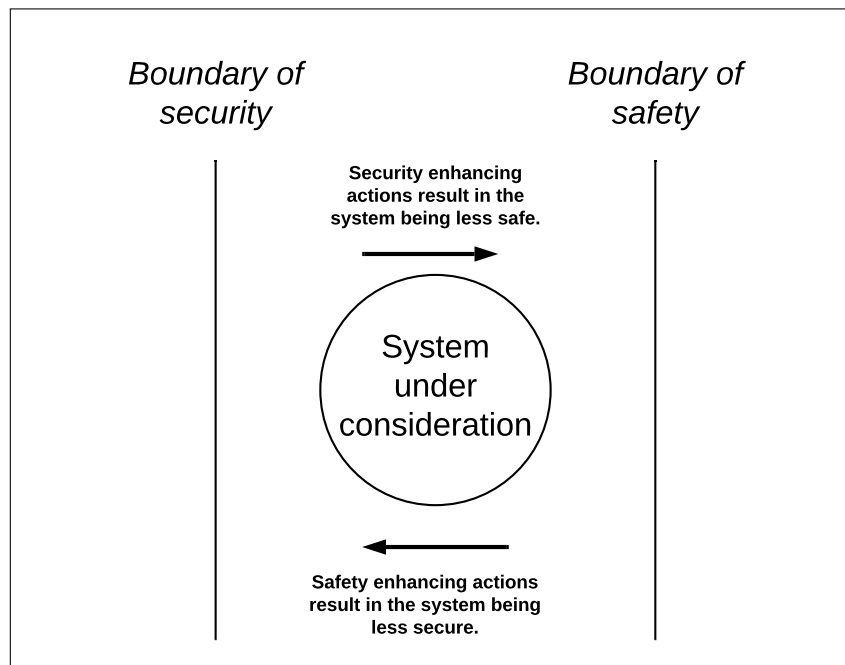 Boundary of
security
Boundary of
safety
Security enhancing
actions result in the
system being less safe.
System
under
consideration
Safety enhancing actions
result in the system being
less secure.